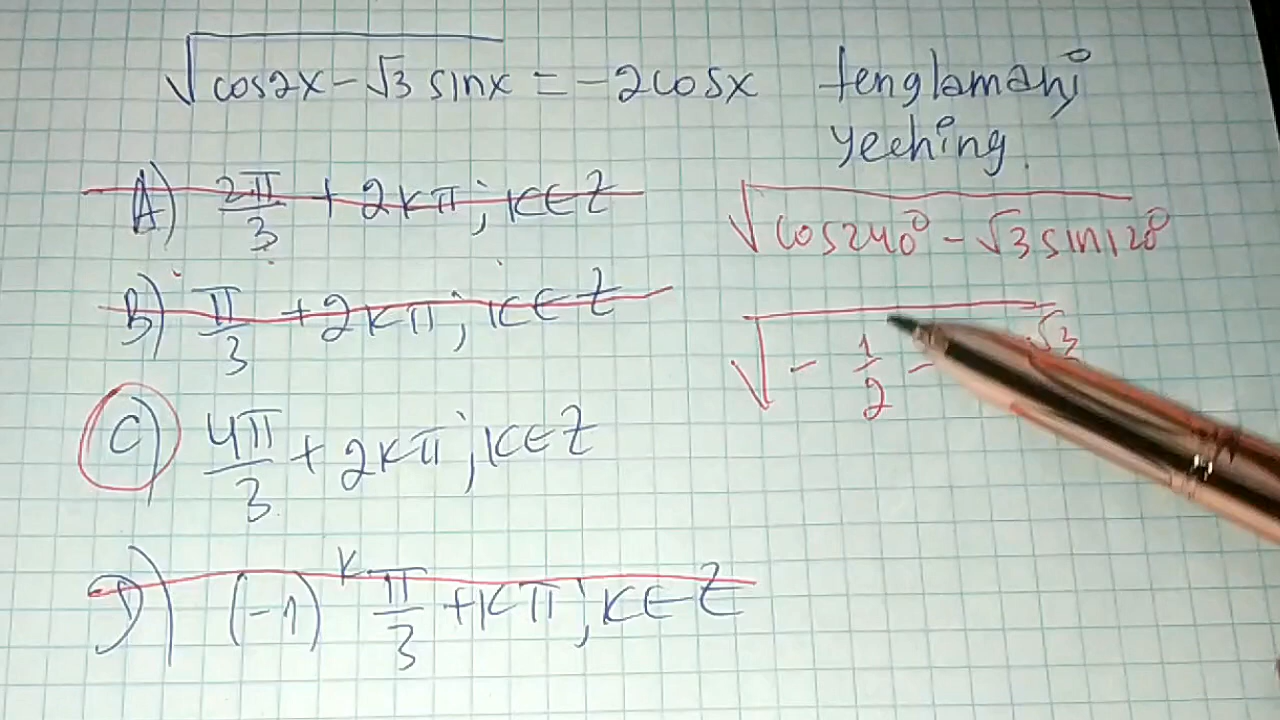 √cos2x-√3 sinx = -2cosx tenglamani
yeching.
A) 2π/3 + 2kπ; k∈Z
B) π/3 + 2kπ; k∈Z
C) 4π/3 + 2kπ; k∈Z
D) (-1)^k π/3 + kπ; k∈Z
√cos240°-√3sin120°
√-1/2 - √3